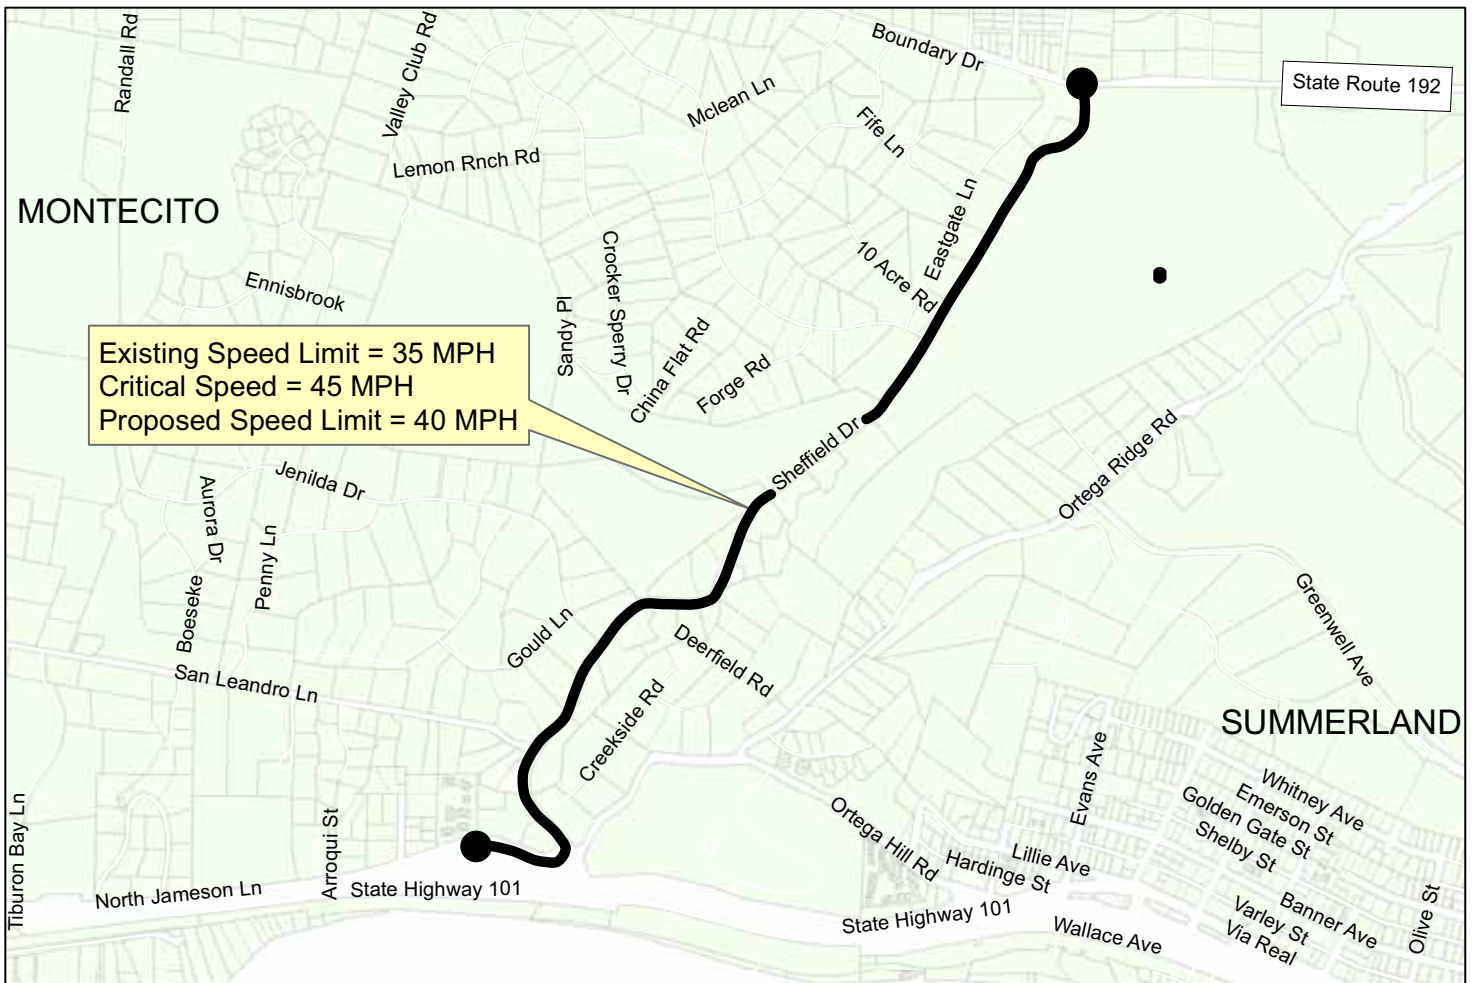 Randall Rd
Valley Club Rd
Boundary Dr
State Route 192
Mclean Ln
Fife Ln
Lemon Rnch Rd
MONTECITO
Eastgate Ln
10 Acre Rd
Crocker Sperry Dr
Ennisbrook
Sandy Pl
China Flat Rd
Forge Rd
Existing Speed Limit = 35 MPH
Critical Speed = 45 MPH
Proposed Speed Limit = 40 MPH
Sheffield Dr
Ortega Ridge Rd
Jenilda Dr
Aurora Dr
Penny Ln
Boeseke
Gould Ln
Deerfield Rd
Greenwell Ave
San Leandro Ln
Creekside Rd
SUMMERLAND
Evans Ave
Whitney Ave
Emerson St
Golden Gate St
Shelby St
Tiburon Bay Ln
Arroqui St
Ortega Hill Rd
Lillie Ave
Hardinge St
North Jameson Ln
State Highway 101
State Highway 101
Wallace Ave
Banner Ave
Varley St
Via Real
Olive St